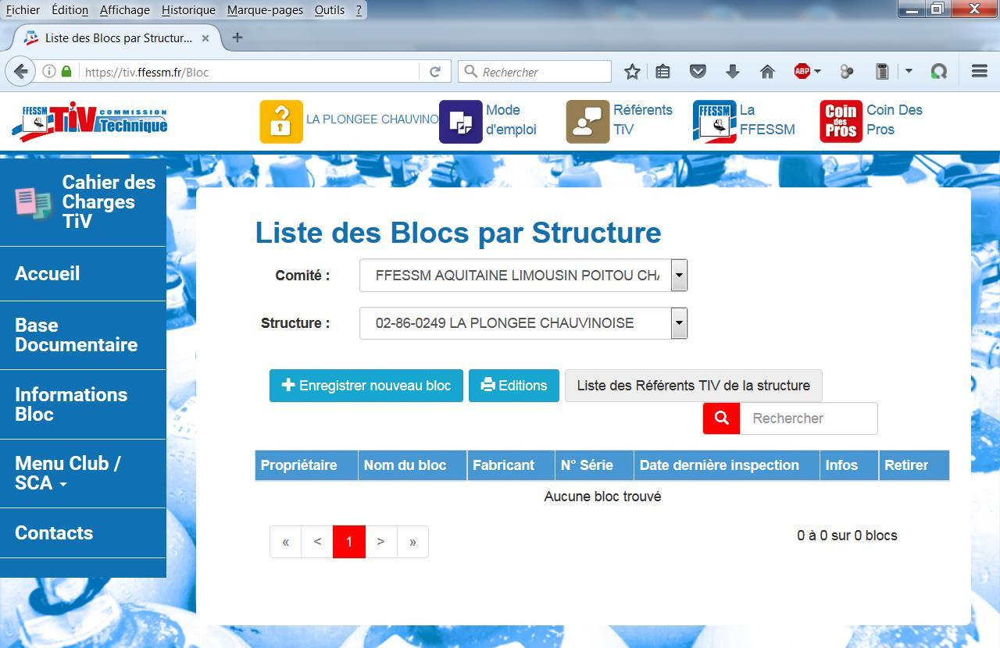 Fichier Édition Affichage Historique Marque-pages Outils ?
Liste des Blocs par Structur... × +
https://tiv.ffessm.fr/Bloc
Rechercher
ABP
FFESSM TiV COMMISSION Technique
LA PLONGEE CHAUVINO
Mode d'emploi
Référents TiV
FFESSM
La FFESSM
Coin des Pros
Coin Des Pros
Cahier des
Charges
TiV
Accueil
Base
Documentaire
Informations
Bloc
Menu Club /
SCA
Contacts
Liste des Blocs par Structure
Comité : FFESSM AQUITAINE LIMOUSIN POITOU CHA
Structure : 02-86-0249 LA PLONGEE CHAUVINOISE
Enregistrer nouveau bloc Editions Liste des Référents TIV de la structure
Rechercher
Propriétaire Nom du bloc Fabricant N° Série Date dernière inspection Infos Retirer
Aucune bloc trouvé
« < 1 > »
0 à 0 sur 0 blocs